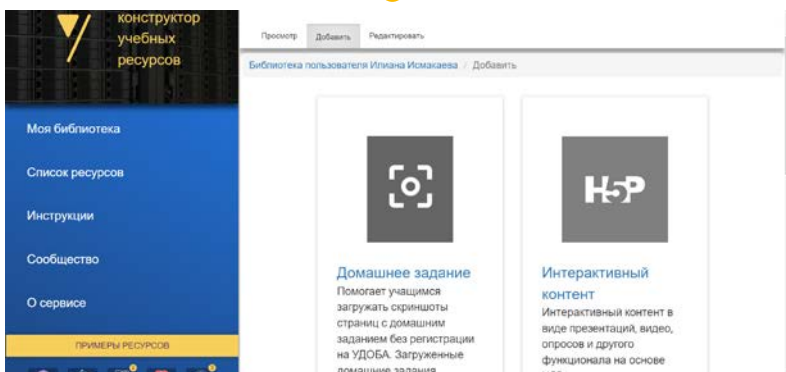 конструктор
учебных
ресурсов
Моя библиотека
Список ресурсов
Инструкции
Сообщество
О сервисе
ПРИМЕРЫ РЕСУРСОВ
Просмотр Добавить Редактировать
Библиотека пользователя Илиана Исмакаева / Добавить
Домашнее задание
Помогает учащимся
загружать скриншоты
страниц с домашним
заданием без регистрации
на УДОБА. Загруженные
домашние задания
H5P
Интерактивный
контент
Интерактивный контент в
виде презентаций, видео,
опросов и другого
функционала на основе